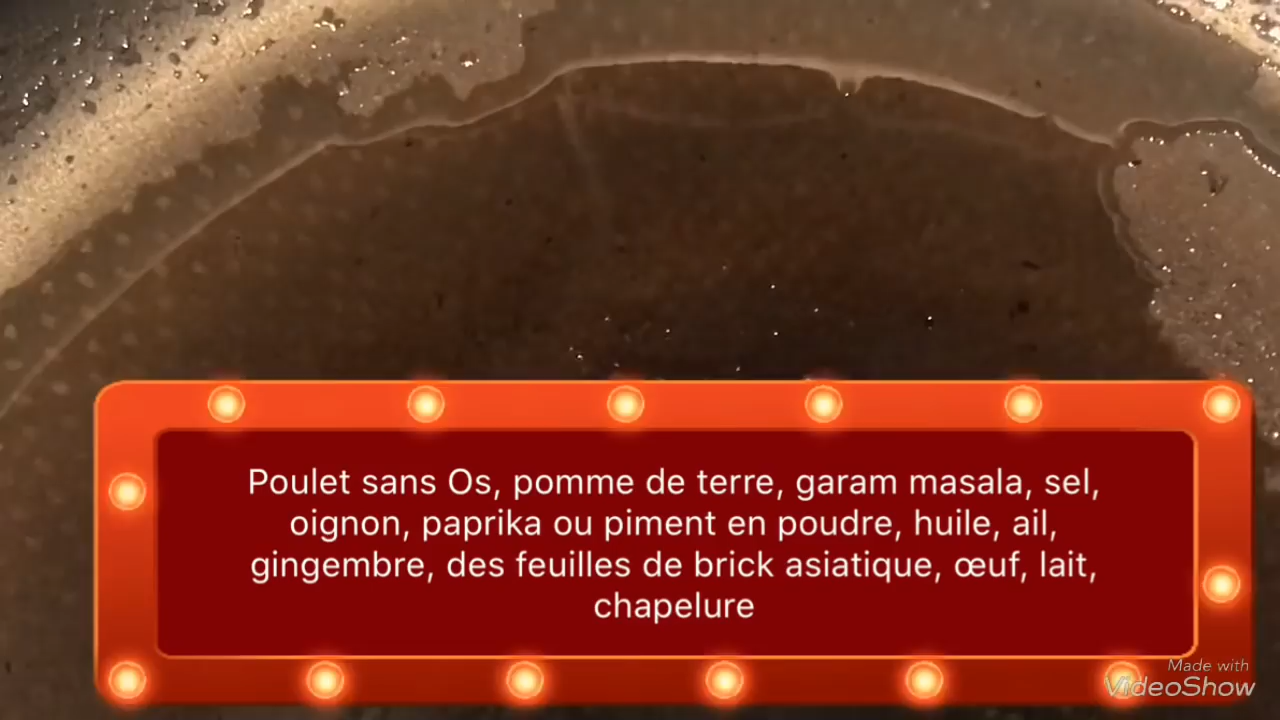 Poulet sans Os, pomme de terre, garam masala, sel,
oignon, paprika ou piment en poudre, huile, ail,
gingembre, des feuilles de brick asiatique, œuf, lait,
chapelure
Made with
VideoShow